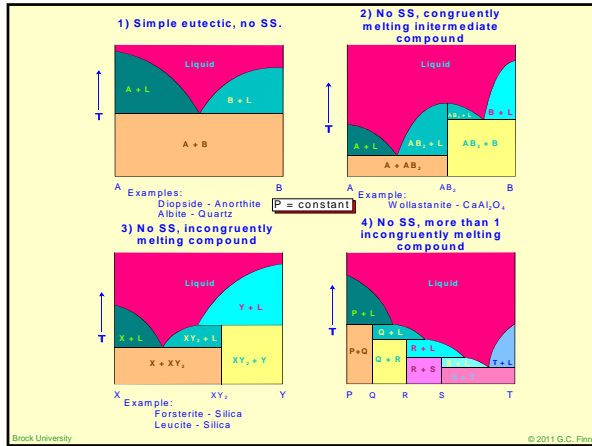 1) Simple eutectic, no SS.
Liquid
A + L
B + L
A + B
T
A
B
Examples:
Diopside - Anorthite
Albite - Quartz
2) No SS, congruently
melting initermediate
compound
Liquid
A + L
AB₂ + L
AB₂ + L
B + L
A + AB₂
AB₂ + B
T
A
AB₂
B
Example:
Wollastanite - CaAl₂O₄
P = constant
3) No SS, incongruently
melting compound
Liquid
X + L
XY₂ + L
Y + L
X + XY₂
XY₂ + Y
T
X
XY₂
Y
Example:
Forsterite - Silica
Leucite - Silica
4) No SS, more than 1
incongruently melting
compound
Liquid
P + L
Q + L
R + L
T + L
P+Q
Q + R
R + S
T
P
Q
R
S
T
Brock University
© 2011 G.C. Finn